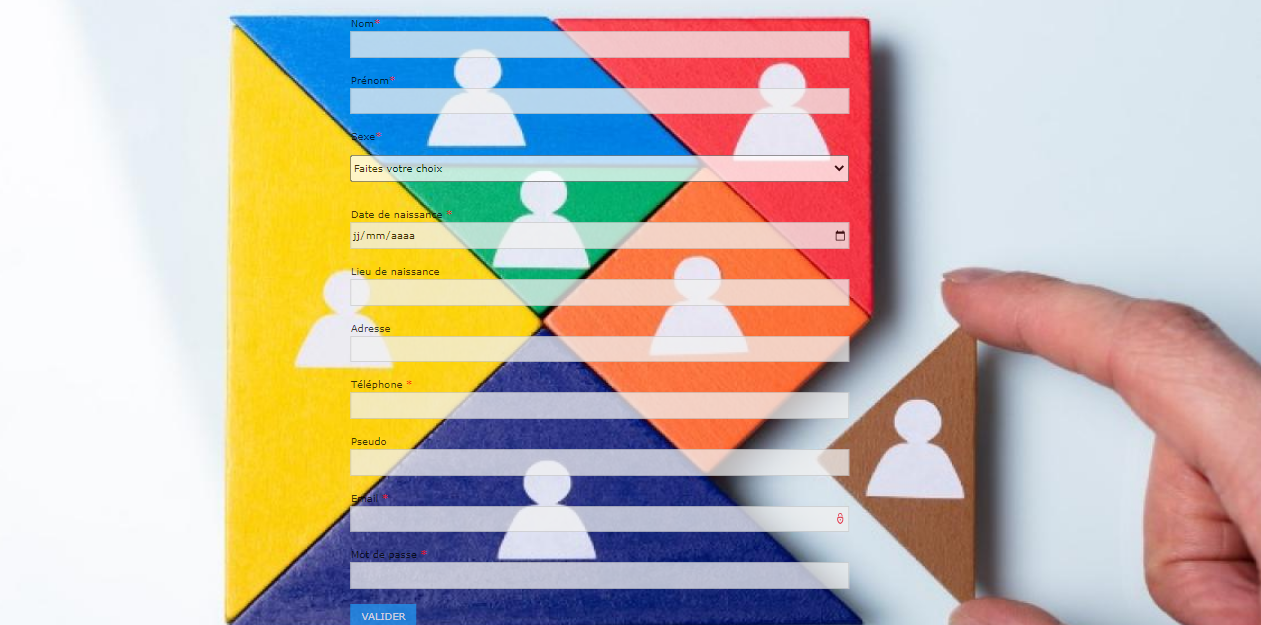 Nom*
Prénom*
Sexe*
Faites votre choix
Date de naissance *
jj/mm/aaaa
Lieu de naissance
Adresse
Téléphone *
Pseudo
Email *
Mot de passe *
VALIDER